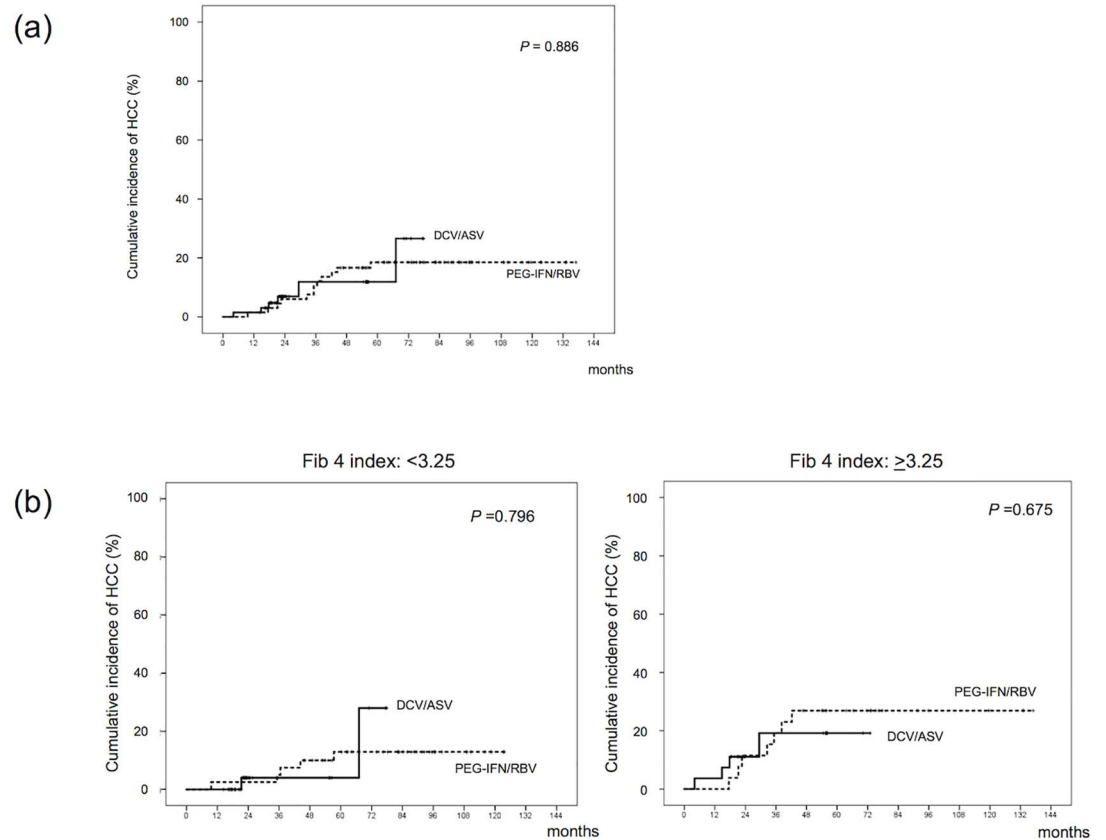 (a)
P = 0.886
Cumulative incidence of HCC (%)
100
80
60
40
20
0
DCV/ASV
PEG-IFN/RBV
0 12 24 36 48 60 72 84 96 108 120 132 144
months
(b)
Fib 4 index: <3.25
P =0.796
Cumulative incidence of HCC (%)
100
80
60
40
20
0
DCV/ASV
PEG-IFN/RBV
0 12 24 36 48 60 72 84 96 108 120 132 144
months
Fib 4 index: ≥3.25
P =0.675
Cumulative incidence of HCC (%)
100
80
60
40
20
0
PEG-IFN/RBV
DCV/ASV
0 12 24 36 48 60 72 84 96 108 120 132 144
months